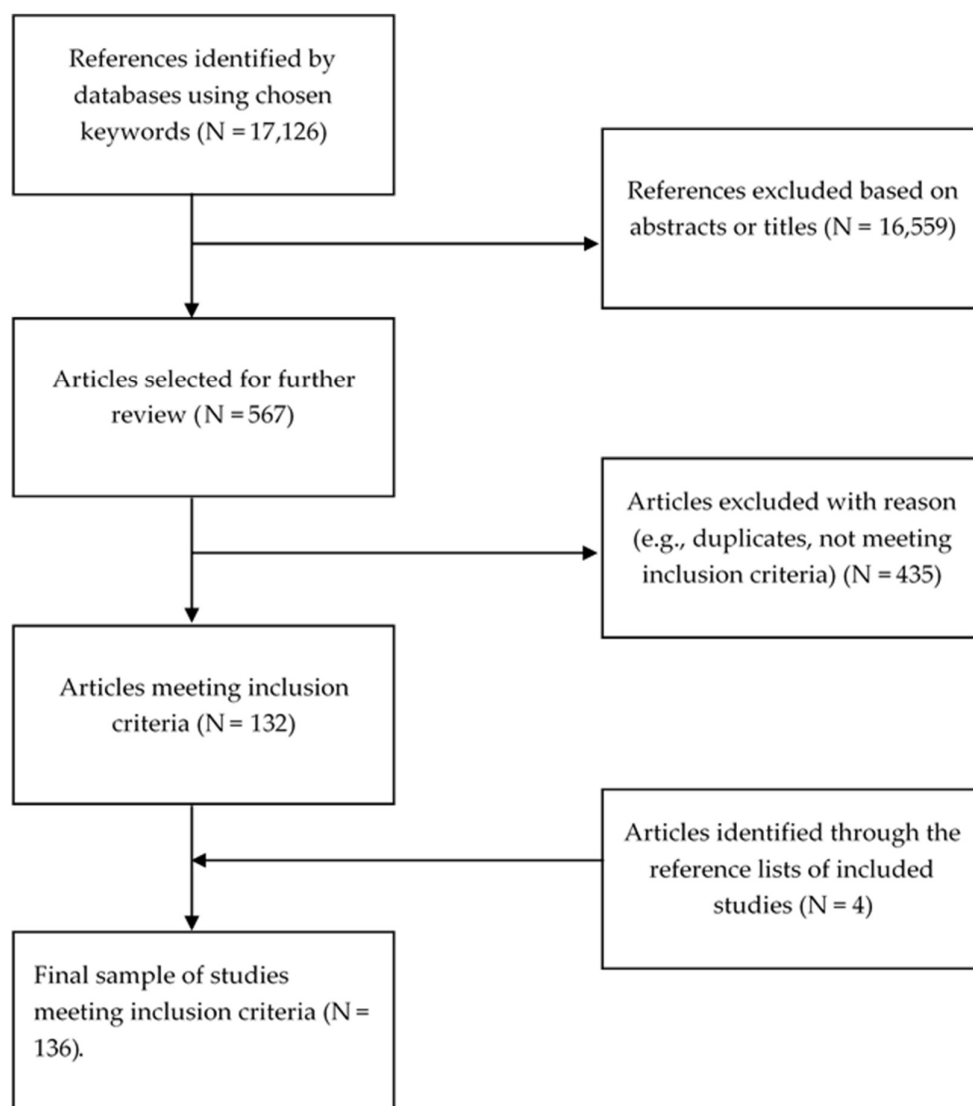 References identified by
databases using chosen
keywords (N = 17,126)
References excluded based on
abstracts or titles (N = 16,559)
Articles selected for further
review (N = 567)
Articles excluded with reason
(e.g., duplicates, not meeting
inclusion criteria) (N = 435)
Articles meeting inclusion
criteria (N = 132)
Articles identified through the
reference lists of included
studies (N = 4)
Final sample of studies
meeting inclusion criteria (N =
136).